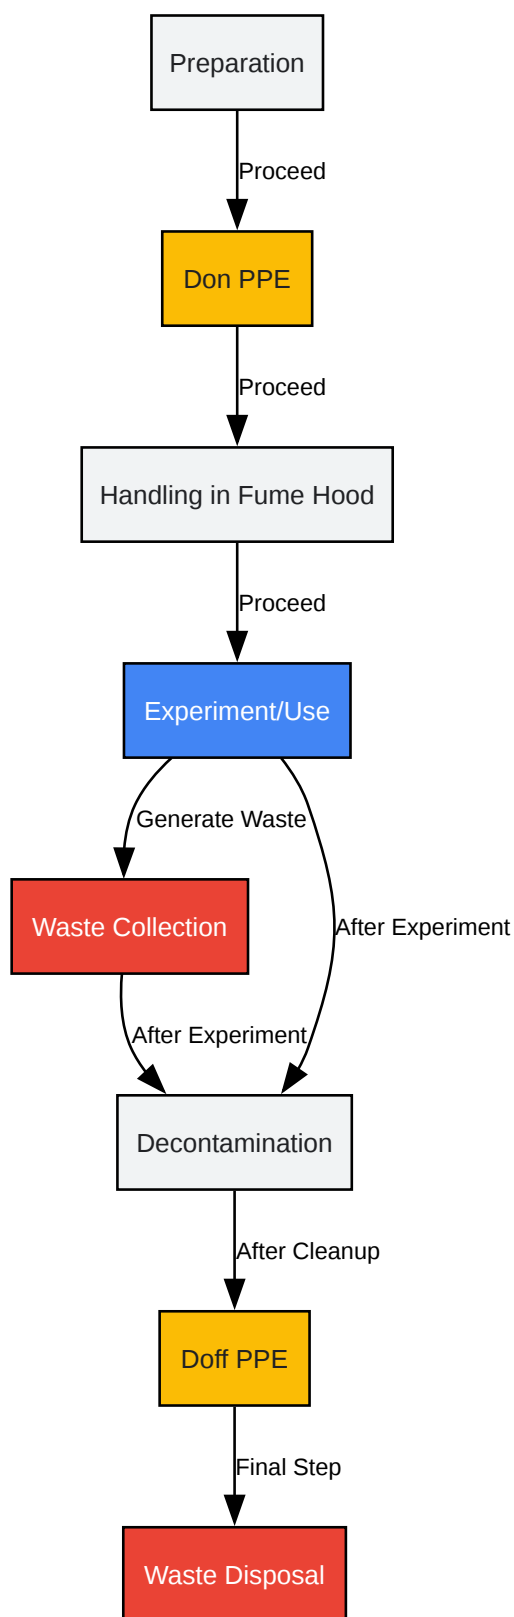 Preparation
Proceed
Don PPE
Proceed
Handling in Fume Hood
Proceed
Experiment/Use
Generate Waste
Waste Collection
After Experiment
After Experiment
Decontamination
After Cleanup
Doff PPE
Final Step
Waste Disposal